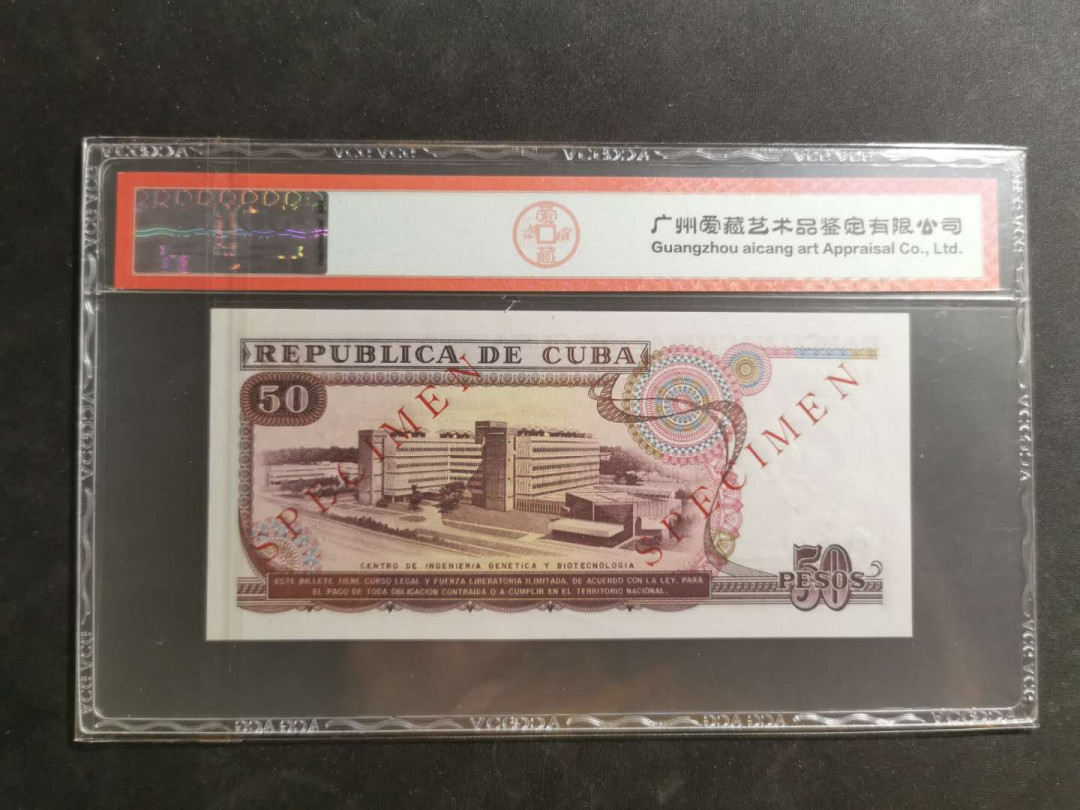 爱藏
广州爱藏艺术品鉴定有限公司
Guangzhou aicang art Appraisal Co., Ltd.
REPUBLICA DE CUBA
50
SPECIMEN
SPECIMEN
CENTRO DE INGENIERIA GENETICA Y BIOTECNOLOGIA
ESTE BILLETE TIENE CURSO LEGAL Y FUERZA LIBERATORIA ILIMITADA, DE ACUERDO CON LA LEY, PARA
EL PAGO DE TODA OBLIGACION CONTRAIDA O A CUMPLIR EN EL TERRITORIO NACIONAL.
50
PESOS